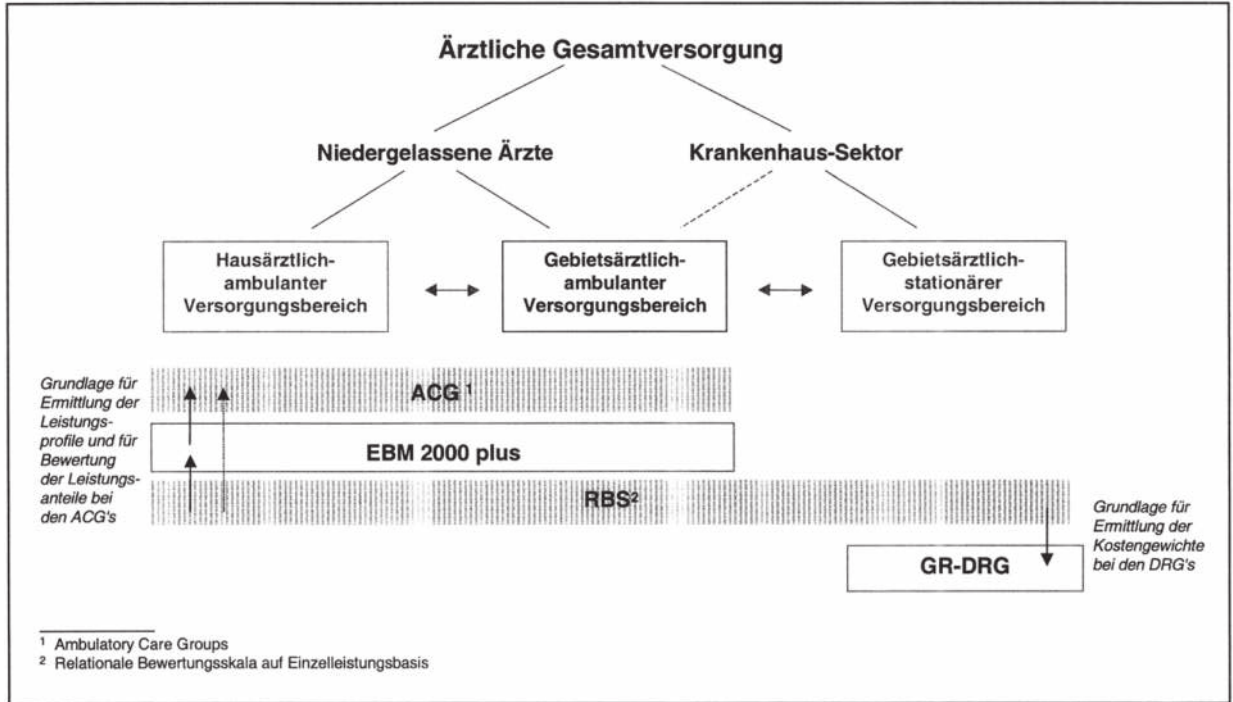 Ärztliche Gesamtversorgung
Niedergelassene Ärzte
Krankenhaus-Sektor
Hausärztlich-
ambulanter
Versorgungsbereich
Gebietsärztlich-
ambulanter
Versorgungsbereich
Gebietsärztlich-
stationärer
Versorgungsbereich
Grundlage für
Ermittlung der
Leistungs-
profile und für
Bewertung
der Leistungs-
anteile bei
den ACG's
ACG ¹
EBM 2000 plus
RBS²
Grundlage für
Ermittlung der
Kostengewichte
bei den DRG's
GR-DRG
¹ Ambulatory Care Groups
² Relationale Bewertungsskala auf Einzelleistungsbasis